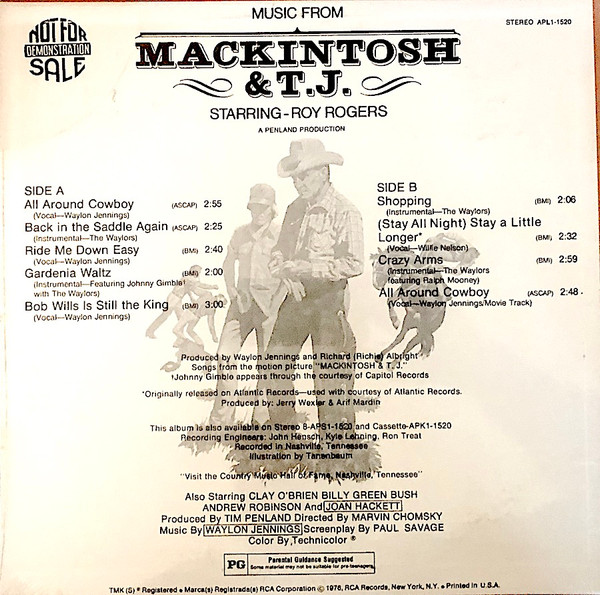 NOT FOR
DEMONSTRATION
SALE
MUSIC FROM
STEREO APL1-1520
MACKINTOSH
& T.J.
STARRING-ROY ROGERS
A PENLAND PRODUCTION
SIDE A
All Around Cowboy (ASCAP) 2:55
(Vocal—Waylon Jennings)
Back in the Saddle Again (ASCAP) 2:25
(Instrumental—The Waylors)
Ride Me Down Easy (BMI) 2:40
(Vocal—Waylon Jennings)
Gardenia Waltz (BMI) 2:00
(Instrumental—Featuring Johnny Gimble†
with The Waylors)
Bob Wills Is Still the King (BMI) 3:00
(Vocal—Waylon Jennings)
SIDE B
Shopping (BMI) 2:06
(Instrumental—The Waylors)
(Stay All Night) Stay a Little
Longer* (BMI) 2:32
(Vocal—Willie Nelson)
Crazy Arms (BMI) 2:59
(Instrumental—The Waylors
featuring Ralph Mooney)
All Around Cowboy (ASCAP) 2:48
(Vocal—Waylon Jennings/Movie Track)
Produced by Waylon Jennings and Richard (Richie) Albright
Songs from the motion picture "MACKINTOSH & T.J."
†Johnny Gimble appears through the courtesy of Capitol Records
*Originally released on Atlantic Records—used with courtesy of Atlantic Records.
Produced by: Jerry Wexler & Arif Mardin
This album is also available on Stereo 8-APS1-1520 and Cassette-APK1-1520
Recording Engineers: John Hensch, Kyle Lehning, Ron Treat
Recorded in Nashville, Tennessee
Illustration by Tanenbaum
"Visit the Country Music Hall of Fame, Nashville, Tennessee"
Also Starring CLAY O'BRIEN BILLY GREEN BUSH
ANDREW ROBINSON And JOAN HACKETT
Produced By TIM PENLAND Directed By MARVIN CHOMSKY
Music By WAYLON JENNINGS Screenplay By PAUL SAVAGE
Color By Technicolor ®
PG Parental Guidance Suggested
Some material may not be suitable for pre-teenagers
TMK (S) ® Registered • Marca(s) Registrada(s) RCA Corporation © 1976, RCA Records, New York, N.Y. • Printed in U.S.A.